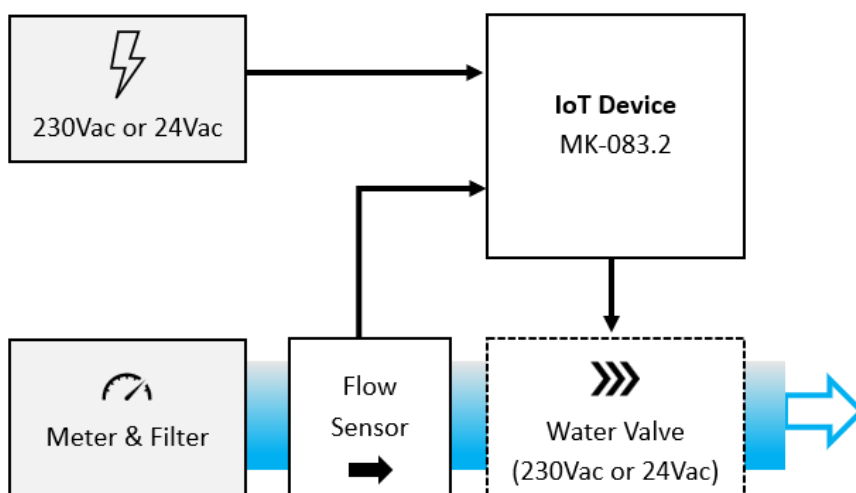 230Vac or 24Vac
IoT Device
MK-083.2
Meter & Filter
Flow
Sensor
Water Valve
(230Vac or 24Vac)